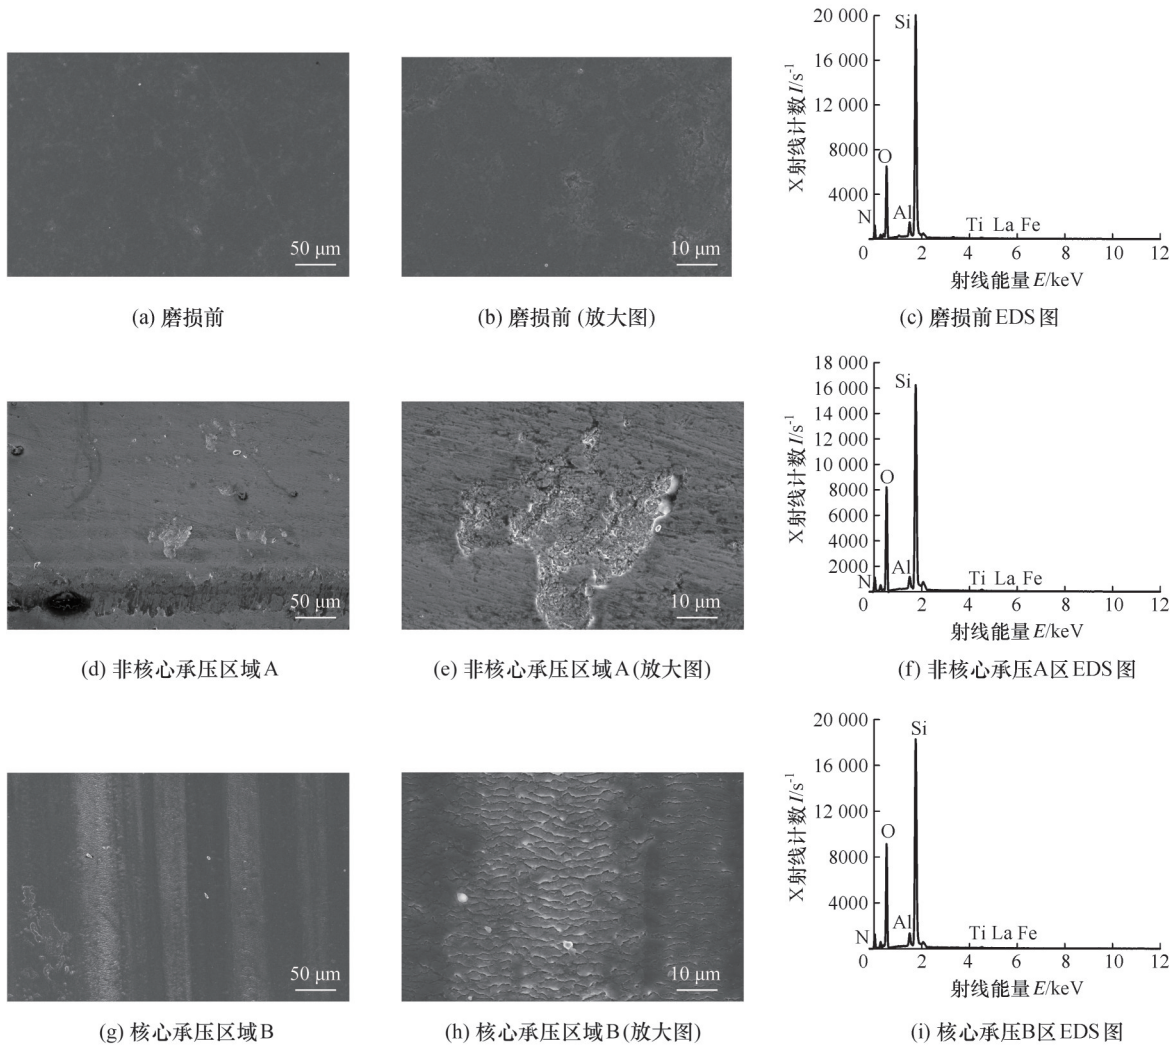 50 μm
(a) 磨损前
10 μm
(b) 磨损前 (放大图)
20 000
16 000
12 000
8000
4000
X射线计数 I/s⁻¹
Si
O
N
Al
Ti La Fe
0 2 4 6 8 10 12
射线能量 E/keV
(c) 磨损前EDS图
50 μm
(d) 非核心承压区域A
10 μm
(e) 非核心承压区域A(放大图)
18 000
16 000
14 000
12 000
10 000
8000
6000
4000
2000
X射线计数 I/s⁻¹
Si
O
N
Al
Ti La Fe
0 2 4 6 8 10 12
射线能量 E/keV
(f) 非核心承压A区EDS图
50 μm
(g) 核心承压区域B
10 μm
(h) 核心承压区域B(放大图)
20 000
16 000
12 000
8000
4000
X射线计数 I/s⁻¹
Si
O
N
Al
Ti La Fe
0 2 4 6 8 10 12
射线能量 E/keV
(i) 核心承压B区EDS图